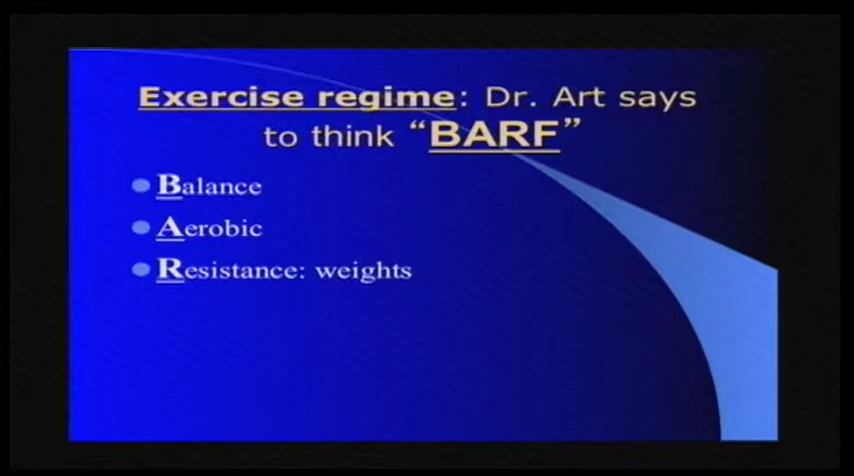 Exercise regime: Dr. Art says
to think “BARF”
Balance
Aerobic
Resistance: weights